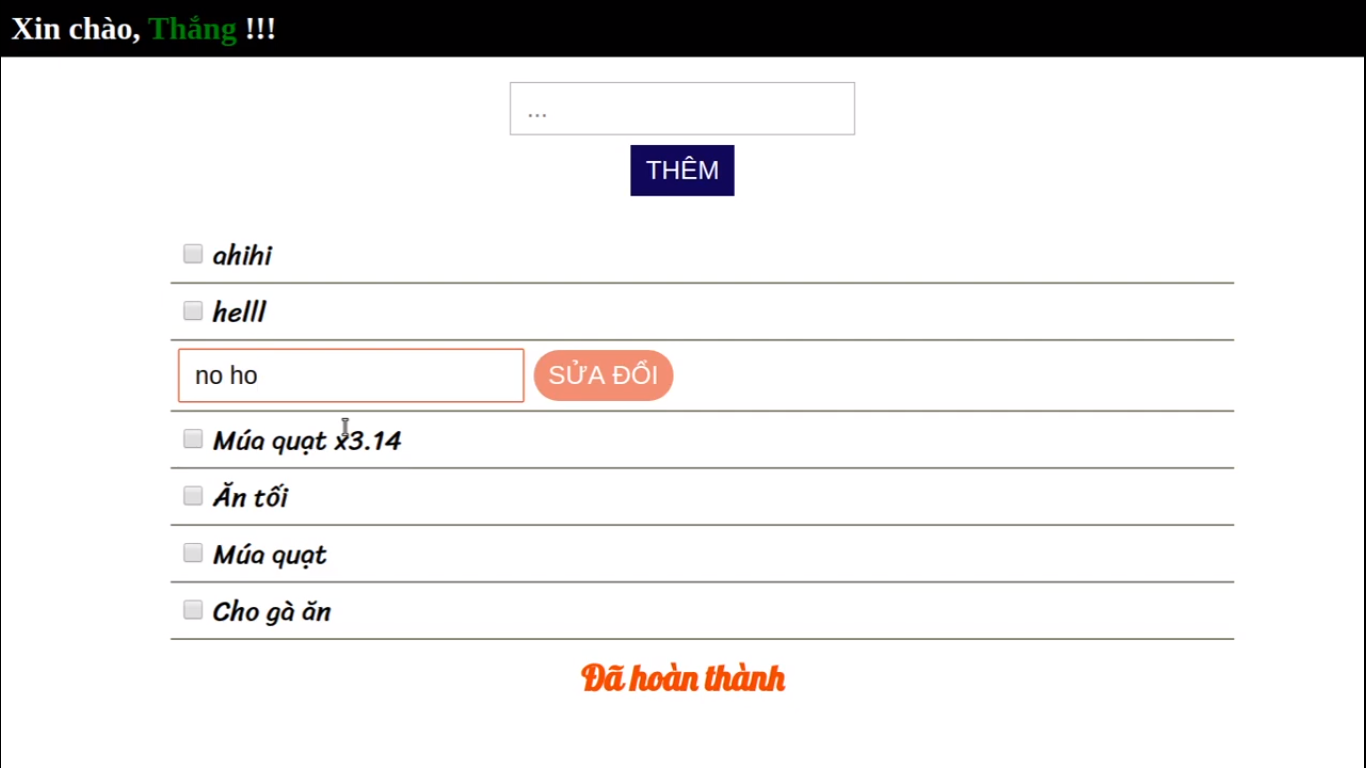 Xin chào, Thắng !!!
...
THÊM
ahihi
helll
no ho SỬA ĐỔI
Múa quạt x3.14
Ăn tối
Múa quạt
Cho gà ăn
Đã hoàn thành